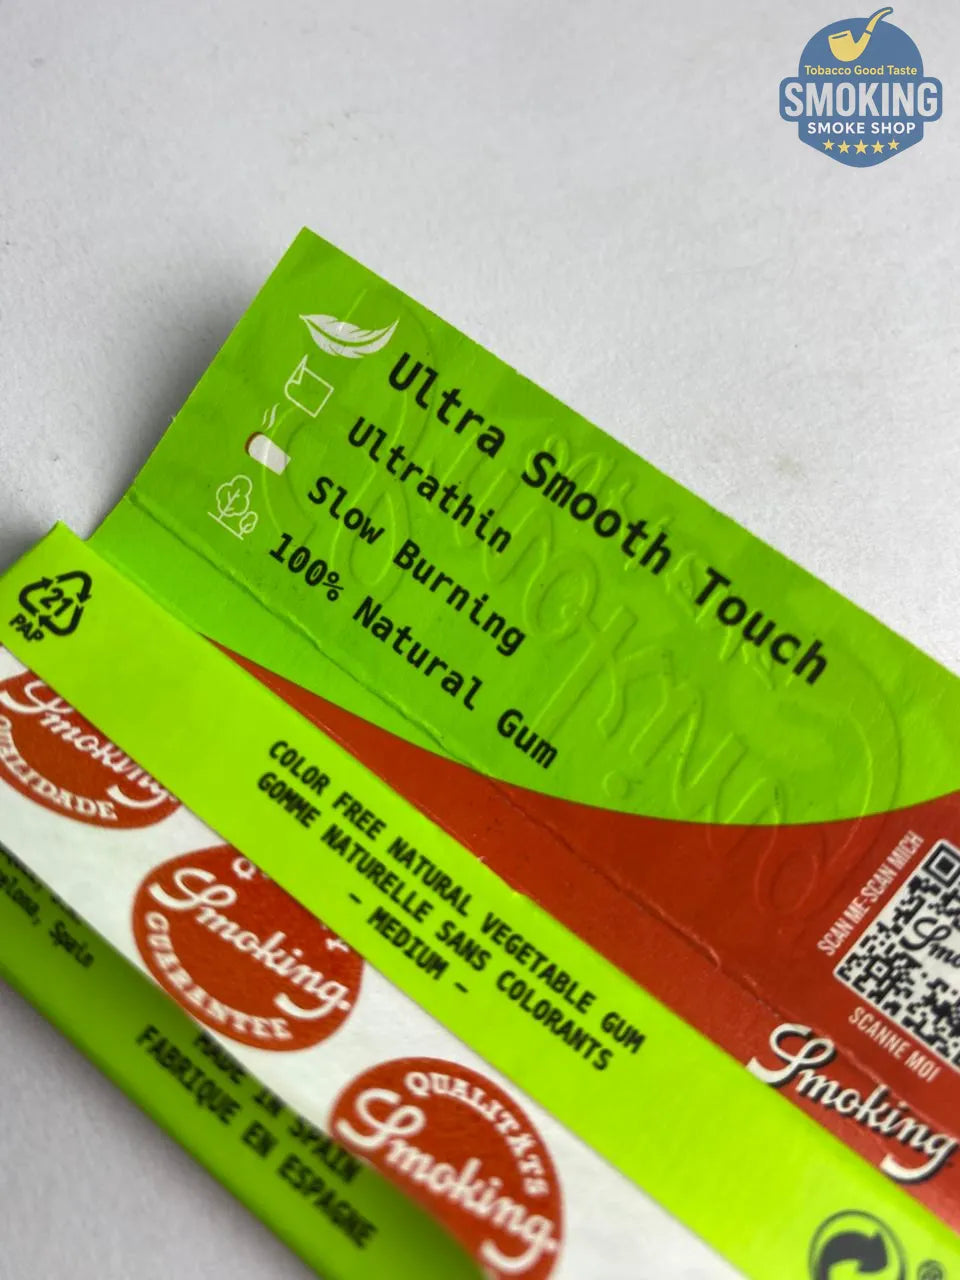 Tobacco Good Taste
SMOKING
SMOKE SHOP
Ultra Smooth Touch
Ultrathin
Slow Burning
100% Natural Gum
21
PAP
COLOR FREE NATURAL VEGETABLE GUM
GOMME NATURELLE SANS COLORANTS
- MEDIUM -
SCAN ME-SCAN MICH
SCANNE MOI
Smoking
Smoking
QUALIDADE
Smoking
GUARANTEE
QUALITÄTS
Smoking
Spain
MADE IN SPAIN
FABRIQUE EN ESPAGNE